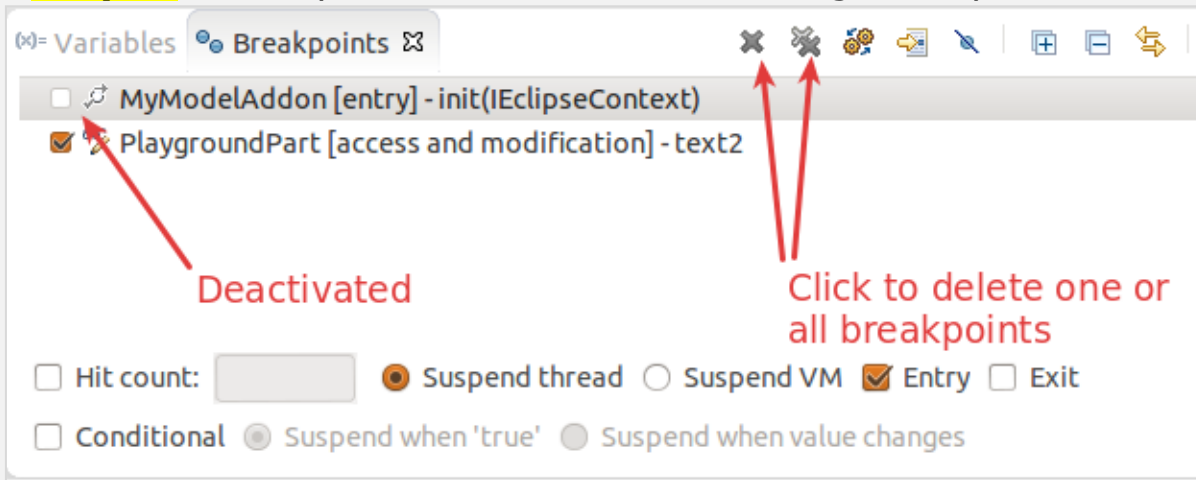 (x)= Variables Breakpoints
MyModelAddon [entry] - init(IEclipseContext)
PlaygroundPart [access and modification] - text2
Deactivated
Click to delete one or
all breakpoints
Hit count: Suspend thread Suspend VM Entry Exit
Conditional Suspend when 'true' Suspend when value changes